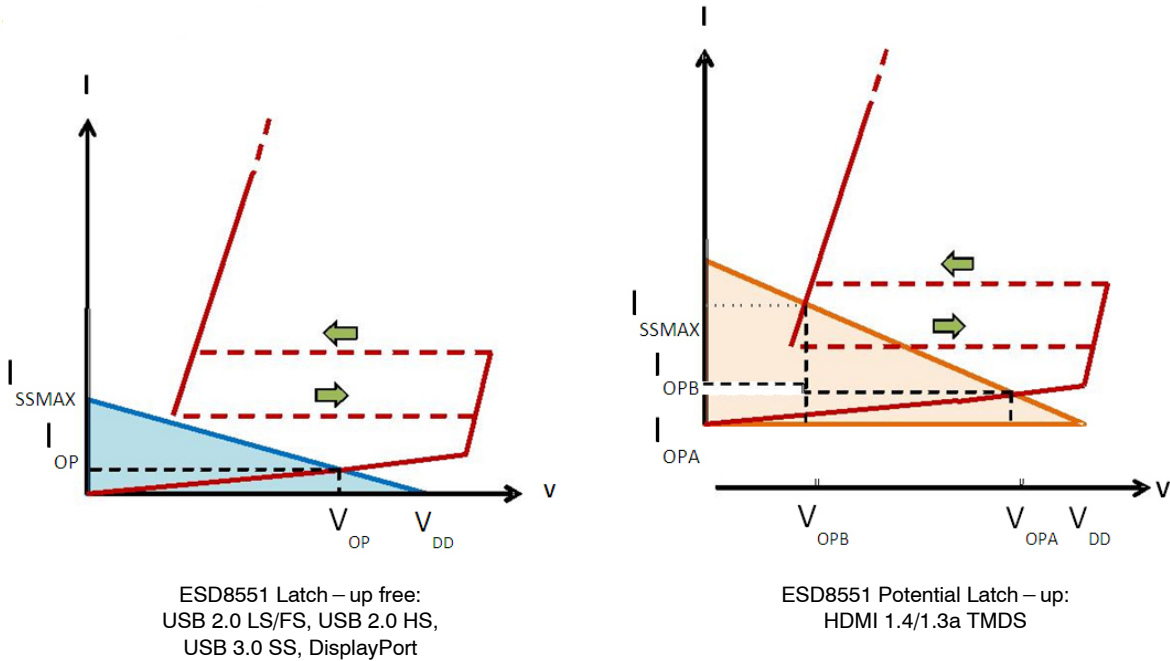 I
I
SSMAX
I
OP
V
V
OP
V
DD
ESD8551 Latch – up free:
USB 2.0 LS/FS, USB 2.0 HS,
USB 3.0 SS, DisplayPort
I
I
SSMAX
I
OPB
I
OPA
V
V
OPB
V
OPA
V
DD
ESD8551 Potential Latch – up:
HDMI 1.4/1.3a TMDS